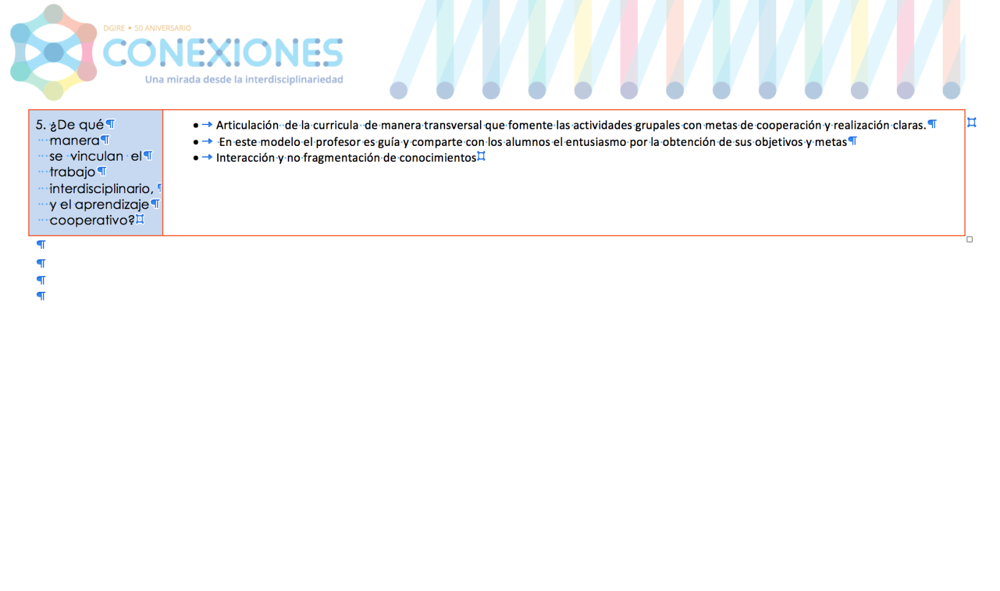 DGIRE • 50 ANIVERSARIO
CONEXIONES
Una mirada desde la interdisciplinariedad
5. ¿De qué
manera
se vinculan el
trabajo
interdisciplinario,
y el aprendizaje
cooperativo?
• Articulación de la curricula de manera transversal que fomente las actividades grupales con metas de cooperación y realización claras.
• En este modelo el profesor es guía y comparte con los alumnos el entusiasmo por la obtención de sus objetivos y metas
• Interacción y no fragmentación de conocimientos